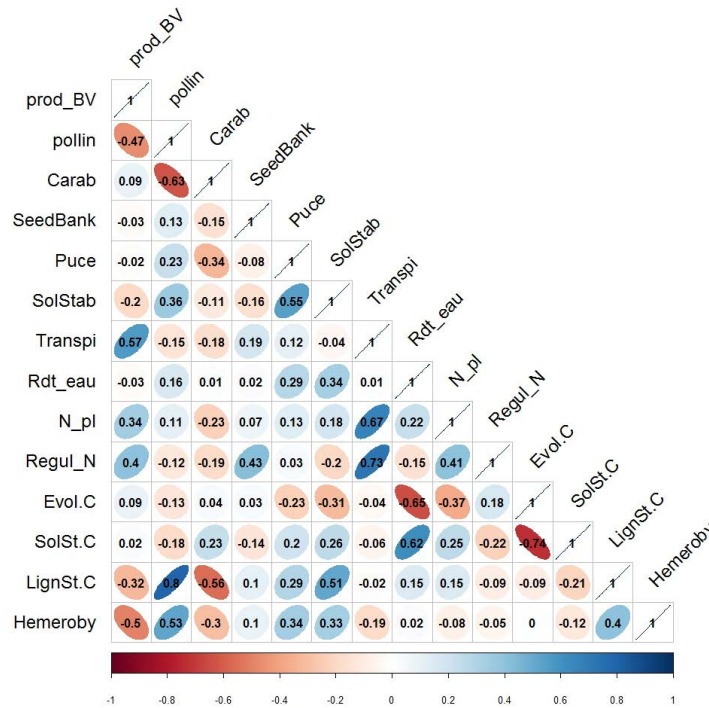 prod_BV
pollin
Carab
SeedBank
Puce
SolStab
Transpi
Rdt_eau
N_pl
Regul_N
Evol.C
SolSt.C
LignSt.C
Hemeroby
prod_BV 1
pollin -0.47 1
Carab 0.09 -0.63 1
SeedBank -0.03 0.13 -0.15 1
Puce -0.02 0.23 -0.34 -0.08 1
SolStab -0.2 0.36 -0.11 -0.16 0.55 1
Transpi 0.57 -0.15 -0.18 0.19 0.12 -0.04 1
Rdt_eau -0.03 0.16 0.01 0.02 0.29 0.34 0.01 1
N_pl 0.34 0.11 -0.23 0.07 0.13 0.18 0.67 0.22 1
Regul_N 0.4 -0.12 -0.19 0.43 0.03 -0.2 0.73 -0.15 0.41 1
Evol.C 0.09 -0.13 0.04 0.03 -0.23 -0.31 -0.04 -0.65 -0.37 0.18 1
SolSt.C 0.02 -0.18 0.23 -0.14 0.2 0.26 -0.06 0.62 0.25 -0.22 -0.74 1
LignSt.C -0.32 0.8 -0.56 0.1 0.29 0.51 -0.02 0.15 0.15 -0.09 -0.09 -0.21 1
Hemeroby -0.5 0.53 -0.3 0.1 0.34 0.33 -0.19 0.02 -0.08 -0.05 0 -0.12 0.4 1
-1 -0.8 -0.6 -0.4 -0.2 0 0.2 0.4 0.6 0.8 1